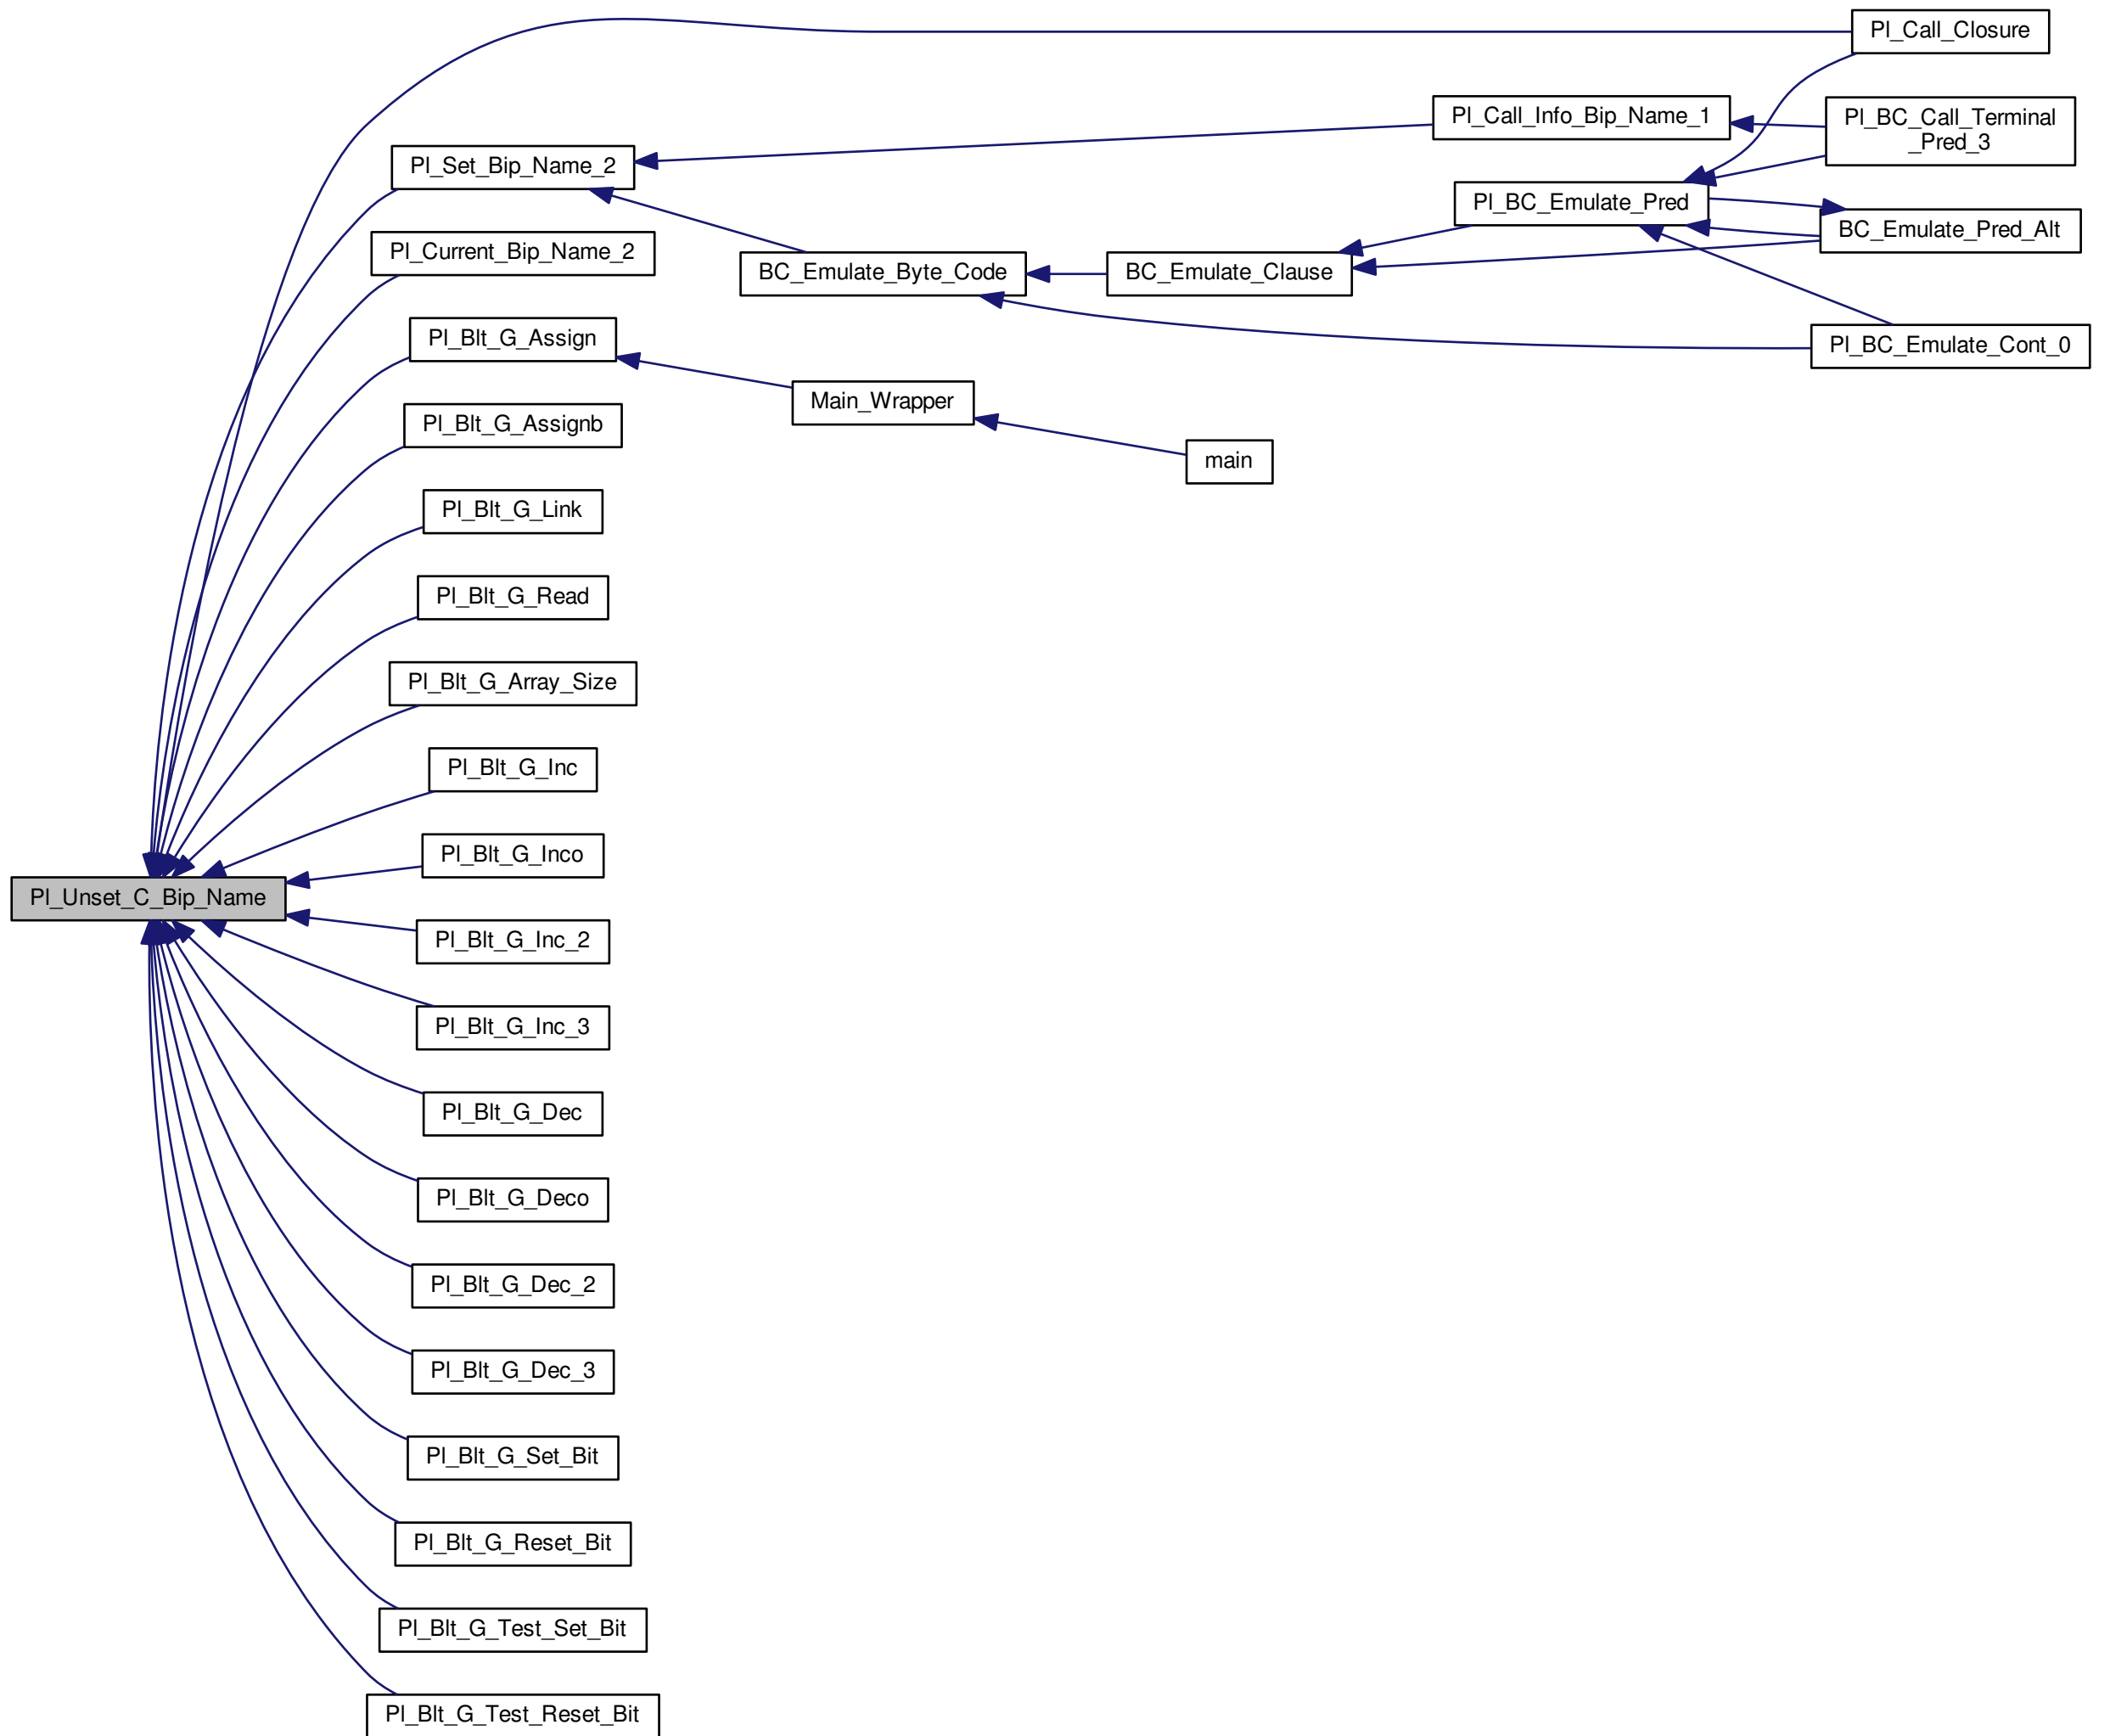 Pl_Call_Closure
Pl_Call_Info_Bip_Name_1
Pl_BC_Call_Terminal
_Pred_3
Pl_Set_Bip_Name_2
Pl_BC_Emulate_Pred
BC_Emulate_Pred_Alt
Pl_Current_Bip_Name_2
BC_Emulate_Byte_Code
BC_Emulate_Clause
Pl_Blt_G_Assign
Pl_BC_Emulate_Cont_0
Main_Wrapper
Pl_Blt_G_Assignb
main
Pl_Blt_G_Link
Pl_Blt_G_Read
Pl_Blt_G_Array_Size
Pl_Blt_G_Inc
Pl_Blt_G_Inco
Pl_Unset_C_Bip_Name
Pl_Blt_G_Inc_2
Pl_Blt_G_Inc_3
Pl_Blt_G_Dec
Pl_Blt_G_Deco
Pl_Blt_G_Dec_2
Pl_Blt_G_Dec_3
Pl_Blt_G_Set_Bit
Pl_Blt_G_Reset_Bit
Pl_Blt_G_Test_Set_Bit
Pl_Blt_G_Test_Reset_Bit